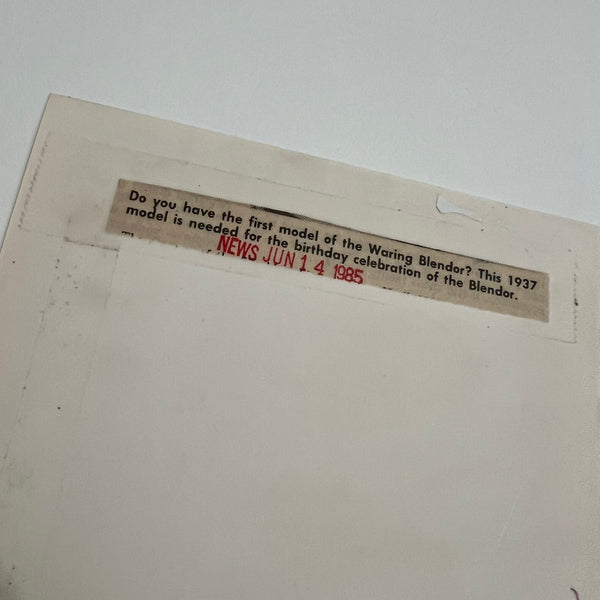 Do you have the first model of the Waring Blendor? This 1937
model is needed for the birthday celebration of the Blendor.
NEWS JUN 14 1985